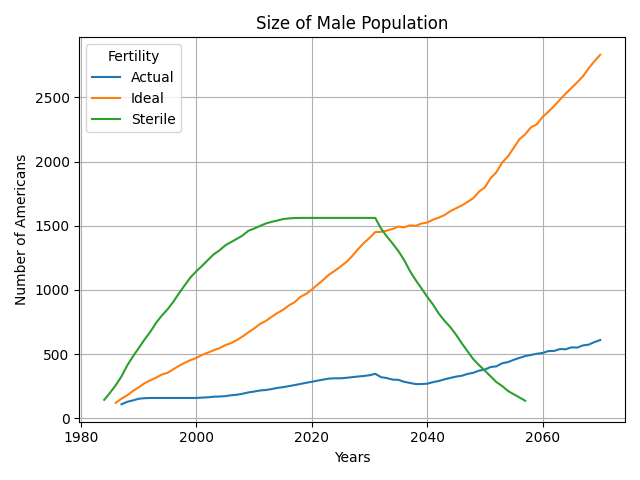 Size of Male Population
Fertility
Actual
Ideal
Sterile
2500
2000
1500
1000
500
0
Number of Americans
1980
2000
2020
2040
2060
Years